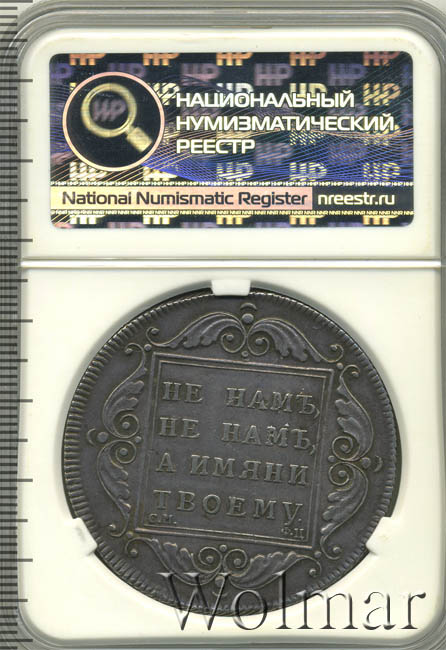 НАЦИОНАЛЬНЫЙ
НУМИЗМАТИЧЕСКИЙ
РЕЕСТР
National Numismatic Register nreestr.ru
НЕ НАМЪ,
НЕ НАМЪ,
А ИМЯНИ
ТВОЕМУ.
С.М. Ф.Ц
Wolmar